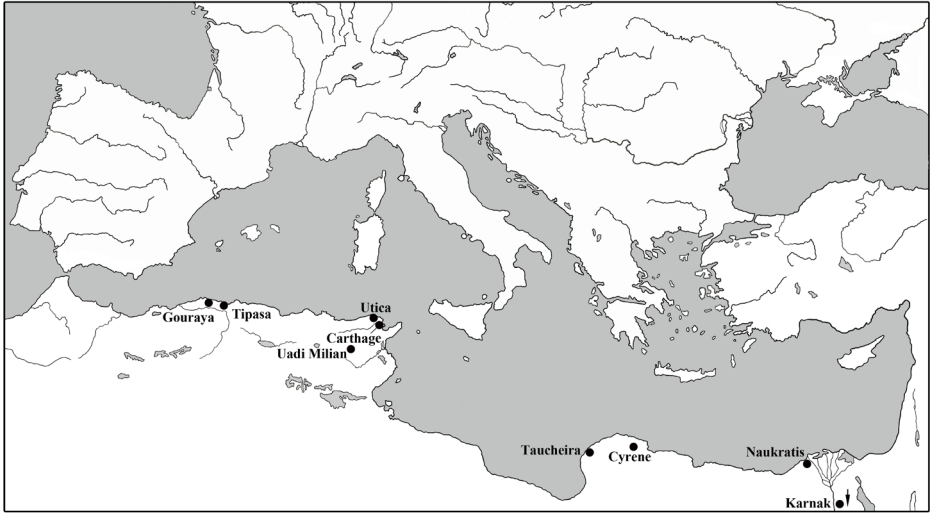 Utica
Gouraya
Tipasa
Carthage
Uadi Milian
Taucheira
Cyrene
Naukratis
Karnak